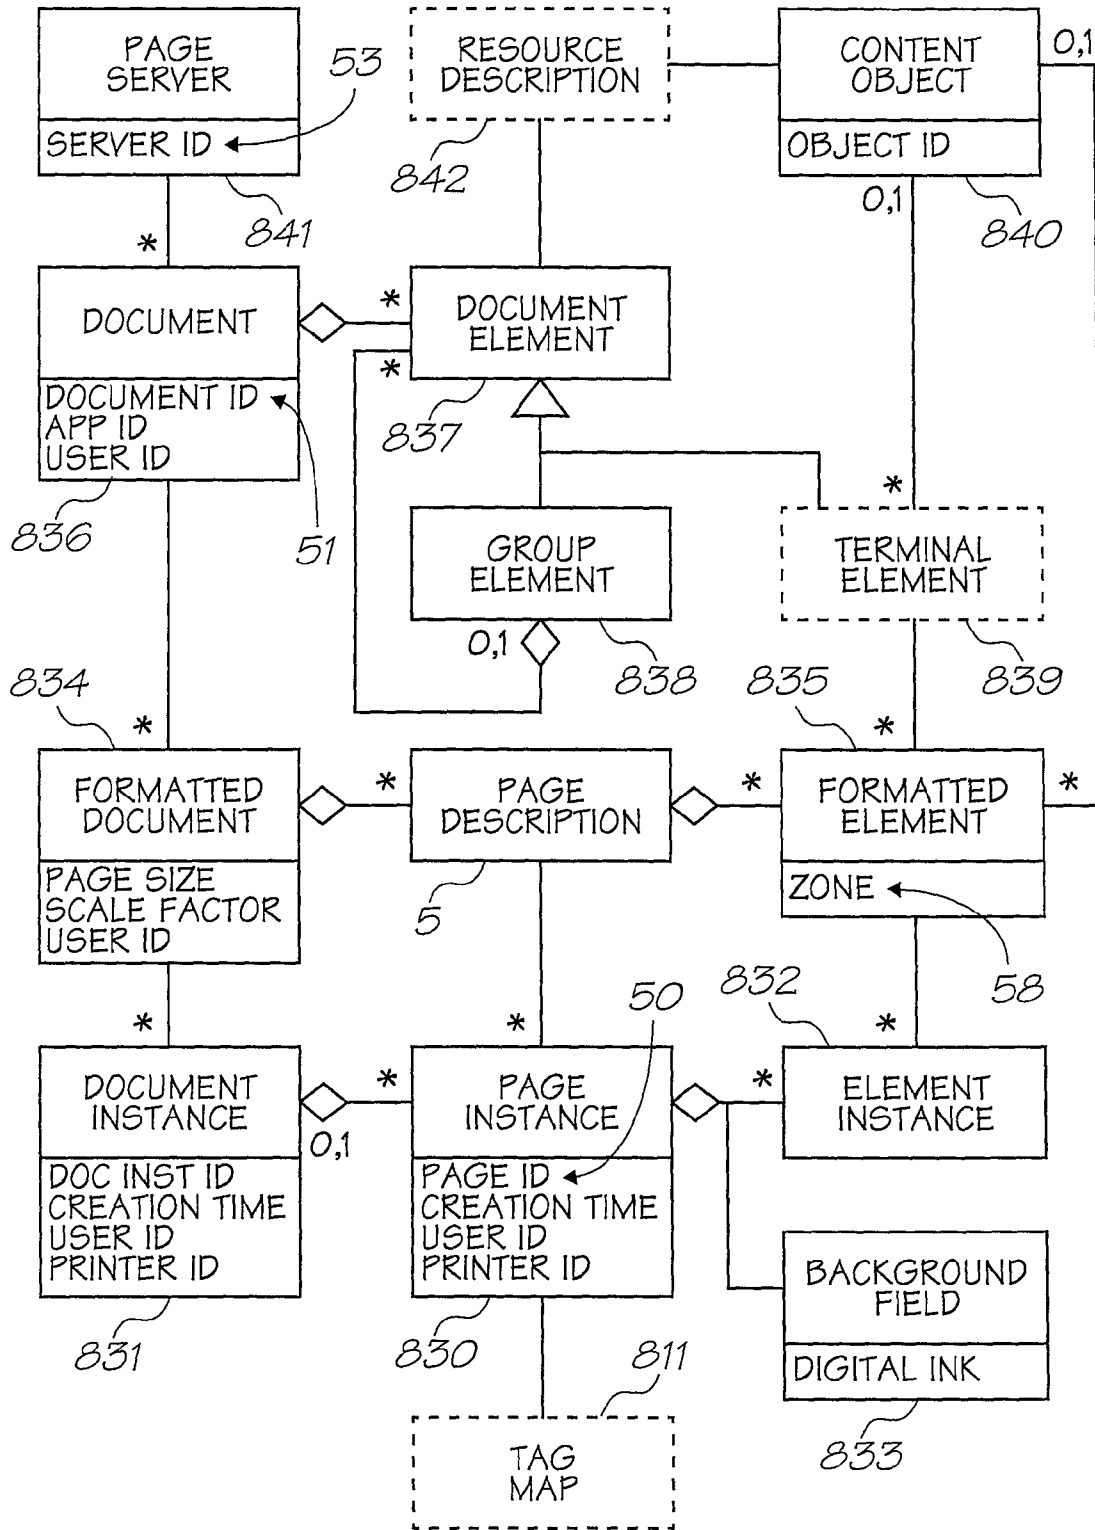 PAGE
SERVER
SERVER ID
53
841
*
RESOURCE
DESCRIPTION
842
CONTENT
OBJECT
OBJECT ID
0,1
0,1
840
DOCUMENT
DOCUMENT ID
APP ID
USER ID
836
51
*
*
DOCUMENT
ELEMENT
837
GROUP
ELEMENT
0,1
838
*
TERMINAL
ELEMENT
839
834
*
FORMATTED
DOCUMENT
PAGE SIZE
SCALE FACTOR
USER ID
*
PAGE
DESCRIPTION
5
835
*
*
*
FORMATTED
ELEMENT
ZONE
58
*
DOCUMENT
INSTANCE
0,1
DOC INST ID
CREATION TIME
USER ID
PRINTER ID
831
*
*
50
PAGE
INSTANCE
PAGE ID
CREATION TIME
USER ID
PRINTER ID
830
832
*
*
ELEMENT
INSTANCE
BACKGROUND
FIELD
DIGITAL INK
833
811
TAG
MAP